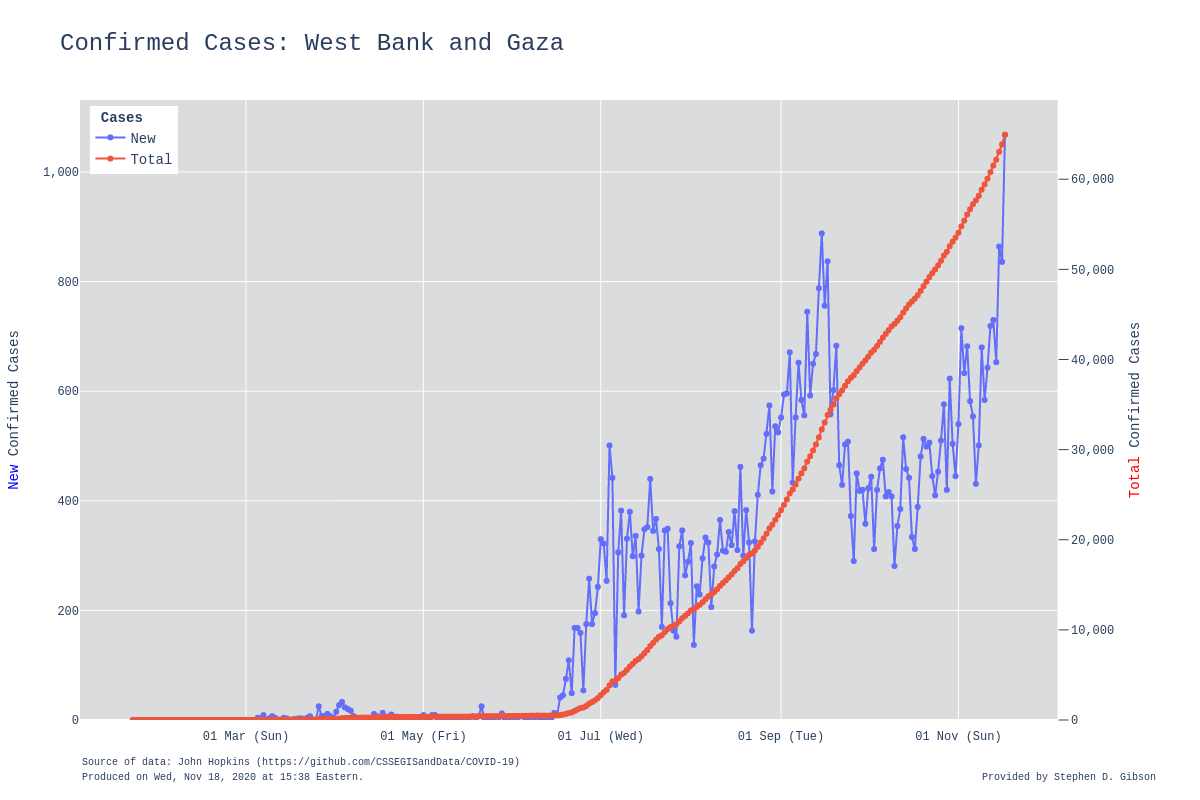 Confirmed Cases: West Bank and Gaza
Cases
New
Total
1,000
800
600
400
200
0
New Confirmed Cases
60,000
50,000
40,000
30,000
20,000
10,000
0
Total Confirmed Cases
01 Mar (Sun) 01 May (Fri) 01 Jul (Wed) 01 Sep (Tue) 01 Nov (Sun)
Source of data: John Hopkins (https://github.com/CSSEGISandData/COVID-19)
Produced on Wed, Nov 18, 2020 at 15:38 Eastern.
Provided by Stephen D. Gibson